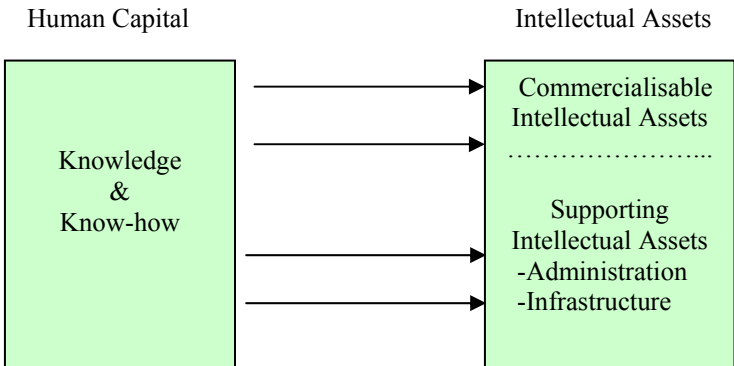 Human Capital
Intellectual Assets
Knowledge
&
Know-how
Commercialisable
Intellectual Assets
……………………...
Supporting
Intellectual Assets
-Administration
-Infrastructure